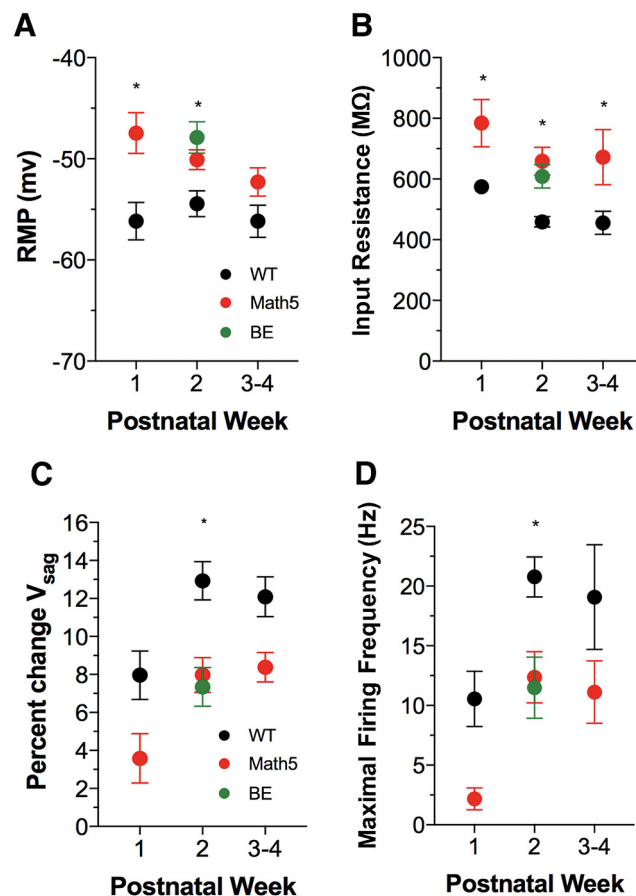 A
-40
-50
-60
-70
RMP (mv)
*
*
WT
Math5
BE
1
2
3-4
Postnatal Week
B
1000
800
600
400
200
0
Input Resistance (MΩ)
*
*
*
1
2
3-4
Postnatal Week
C
16
14
12
10
8
6
4
2
0
Percent change Vsag
*
WT
Math5
BE
1
2
3-4
Postnatal Week
D
25
20
15
10
5
0
Maximal Firing Frequency (Hz)
*
1
2
3-4
Postnatal Week